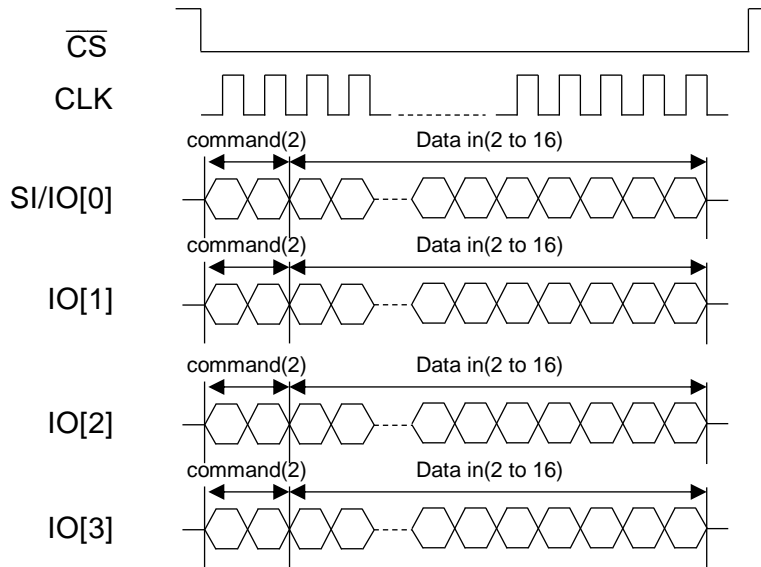 CS
CLK
command(2) Data in(2 to 16)
SI/IO[0]
command(2) Data in(2 to 16)
IO[1]
command(2) Data in(2 to 16)
IO[2]
command(2) Data in(2 to 16)
IO[3]